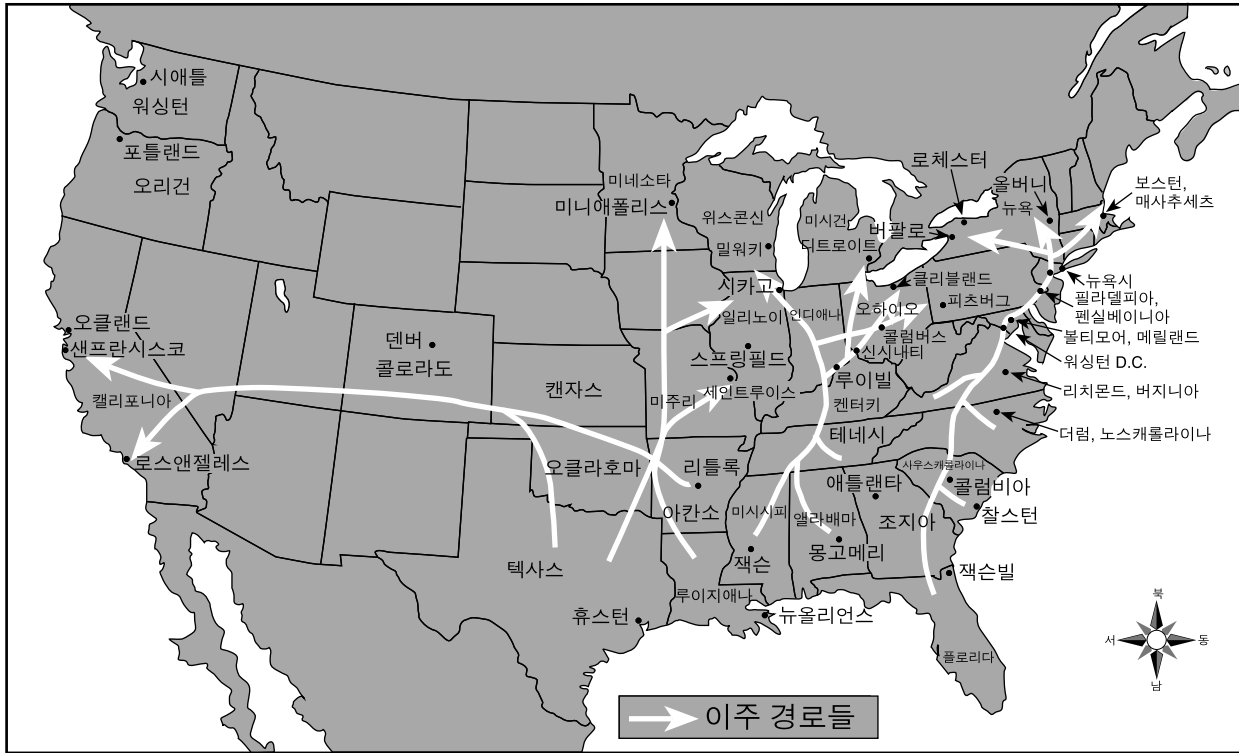 시애틀
워싱턴
포틀랜드
오리건
미네소타
미니애폴리스
위스콘신
밀워키
미시건
디트로이트
로체스터
버팔로
올버니
뉴욕
보스턴,
매사추세츠
시카고
일리노이
인디애나
클리블랜드
오하이오
피츠버그
콜럼버스
신시내티
뉴욕시
필라델피아,
펜실베이니아
볼티모어, 메릴랜드
워싱턴 D.C.
리치몬드, 버지니아
더럼, 노스캐롤라이나
오클랜드
샌프란시스코
캘리포니아
로스앤젤레스
덴버
콜로라도
캔자스
스프링필드
세인트루이스
미주리
루이빌
켄터키
테네시
오클라호마
리틀록
아칸소
사우스캐롤라이나
콜럼비아
찰스턴
애틀랜타
조지아
미시시피
앨라배마
몽고메리
잭슨
잭슨빌
텍사스
휴스턴
루이지애나
뉴올리언스
플로리다
북
서
동
남
이주 경로들